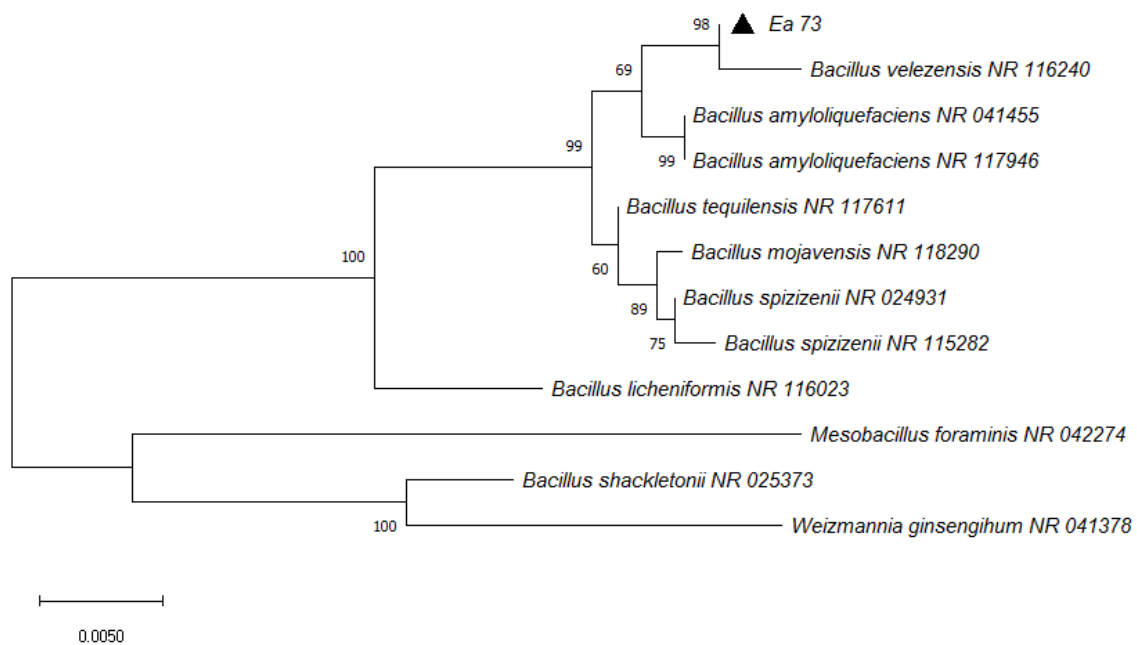 98 Ea 73
69 Bacillus velezensis NR 116240
Bacillus amyloliquefaciens NR 041455
99
99 Bacillus amyloliquefaciens NR 117946
Bacillus tequilensis NR 117611
100
Bacillus mojavensis NR 118290
60
Bacillus spizizenii NR 024931
89
75 Bacillus spizizenii NR 115282
Bacillus licheniformis NR 116023
Mesobacillus foraminis NR 042274
Bacillus shackletonii NR 025373
100
Weizmannia ginsengihum NR 041378
0.0050